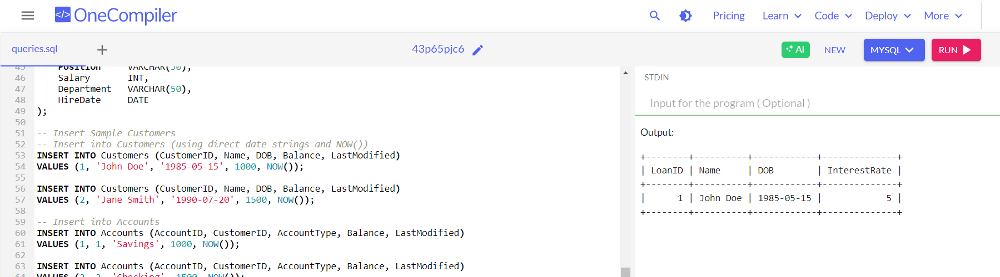 </> OneCompiler
Pricing Learn Code Deploy More
queries.sql + 43p65pjc6 AI NEW MYSQL RUN
45 Position VARCHAR(50),
46 Salary INT,
47 Department VARCHAR(50),
48 HireDate DATE
49 );
50
51 -- Insert Sample Customers
52 -- Insert into Customers (using direct date strings and NOW())
53 INSERT INTO Customers (CustomerID, Name, DOB, Balance, LastModified)
54 VALUES (1, 'John Doe', '1985-05-15', 1000, NOW());
55
56 INSERT INTO Customers (CustomerID, Name, DOB, Balance, LastModified)
57 VALUES (2, 'Jane Smith', '1990-07-20', 1500, NOW());
58
59 -- Insert into Accounts
60 INSERT INTO Accounts (AccountID, CustomerID, AccountType, Balance, LastModified)
61 VALUES (1, 1, 'Savings', 1000, NOW());
62
63 INSERT INTO Accounts (AccountID, CustomerID, AccountType, Balance, LastModified)
64 VALUES (2, 2, 'Checking', 1500, NOW());
STDIN
Input for the program ( Optional )
Output:
+--------+----------+------------+--------------+
| LoanID | Name     | DOB        | InterestRate |
+--------+----------+------------+--------------+
|      1 | John Doe | 1985-05-15 |            5 |
+--------+----------+------------+--------------+